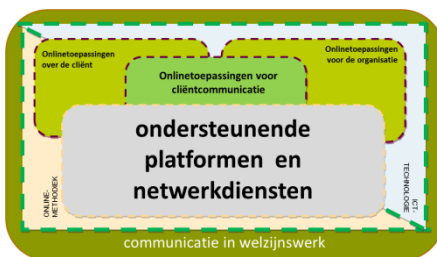 Onlinetoepassingen
over de cliënt
Onlinetoepassingen
voor de organisatie
Onlinetoepassingen voor
cliëntcommunicatie
ondersteunende
platformen en
netwerkdiensten
ONLINE-
METHODIEK
ICT-
TECHNOLOGIE
communicatie in welzijnswerk